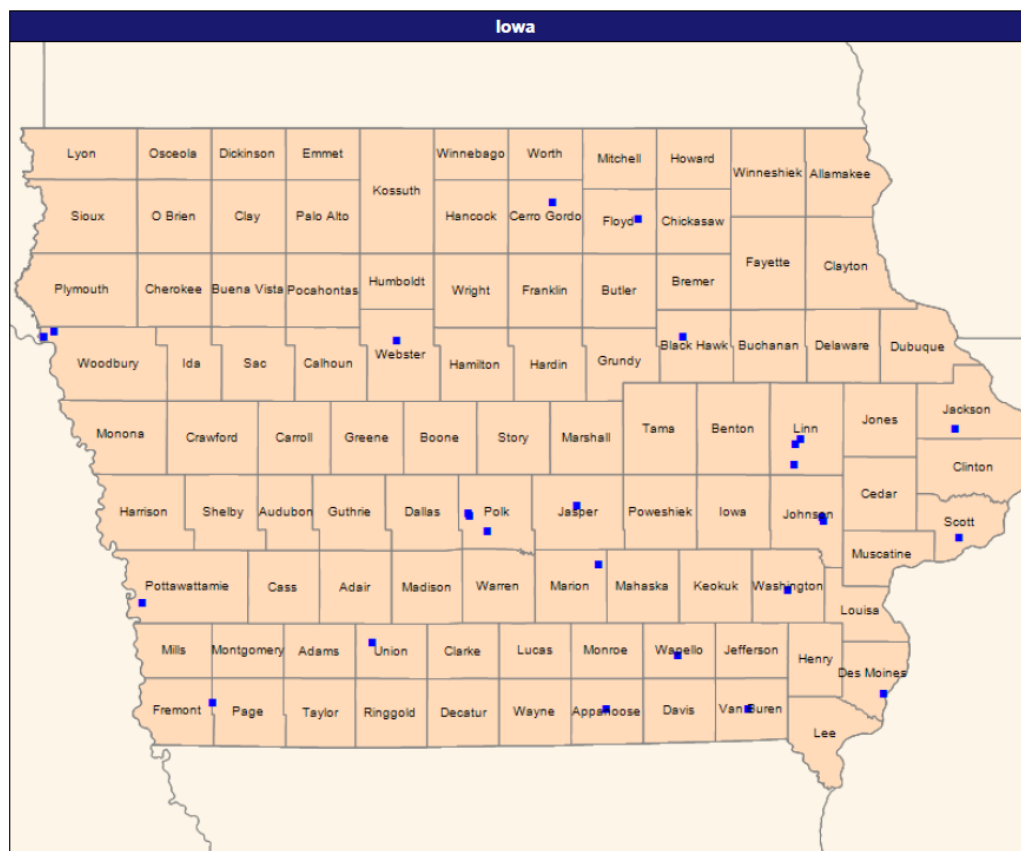 Iowa
Lyon Osceola Dickinson Emmet Winnebago Worth Mitchell Howard
Kossuth Winneshiek Allamakee
Sioux O Brien Clay Palo Alto Hancock Cerro Gordo Floyd Chickasaw
Plymouth Cherokee Buena Vista Pocahontas Humboldt Wright Franklin Butler Bremer Fayette Clayton
Woodbury Ida Sac Calhoun Webster Hamilton Hardin Grundy Black Hawk Buchanan Delaware Dubuque
Monona Crawford Carroll Greene Boone Story Marshall Tama Benton Linn Jones Jackson
Clinton
Harrison Shelby Audubon Guthrie Dallas Polk Jasper Poweshiek Iowa Johnson Cedar Scott
Muscatine
Pottawattamie Cass Adair Madison Warren Marion Mahaska Keokuk Washington Louisa
Mills Montgomery Adams Union Clarke Lucas Monroe Wapello Jefferson Henry Des Moines
Fremont Page Taylor Ringgold Decatur Wayne Appanoose Davis Van Buren Lee